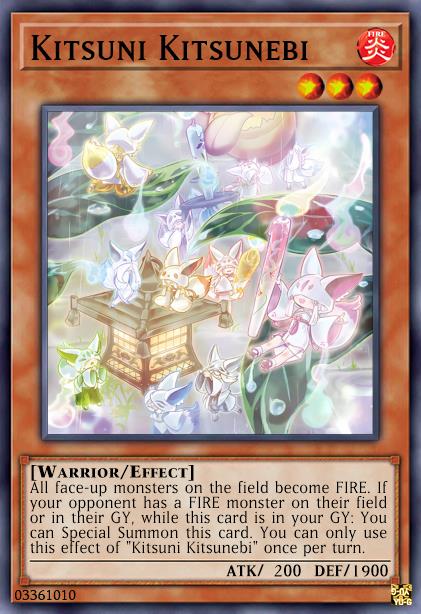 KITSUNI KITSUNEBI
FIRE
炎
[WARRIOR/EFFECT]
All face-up monsters on the field become FIRE. If
your opponent has a FIRE monster on their field
or in their GY, while this card is in your GY: You
can Special Summon this card. You can only use
this effect of "Kitsuni Kitsunebi" once per turn.
ATK/ 200 DEF/1900
03361010